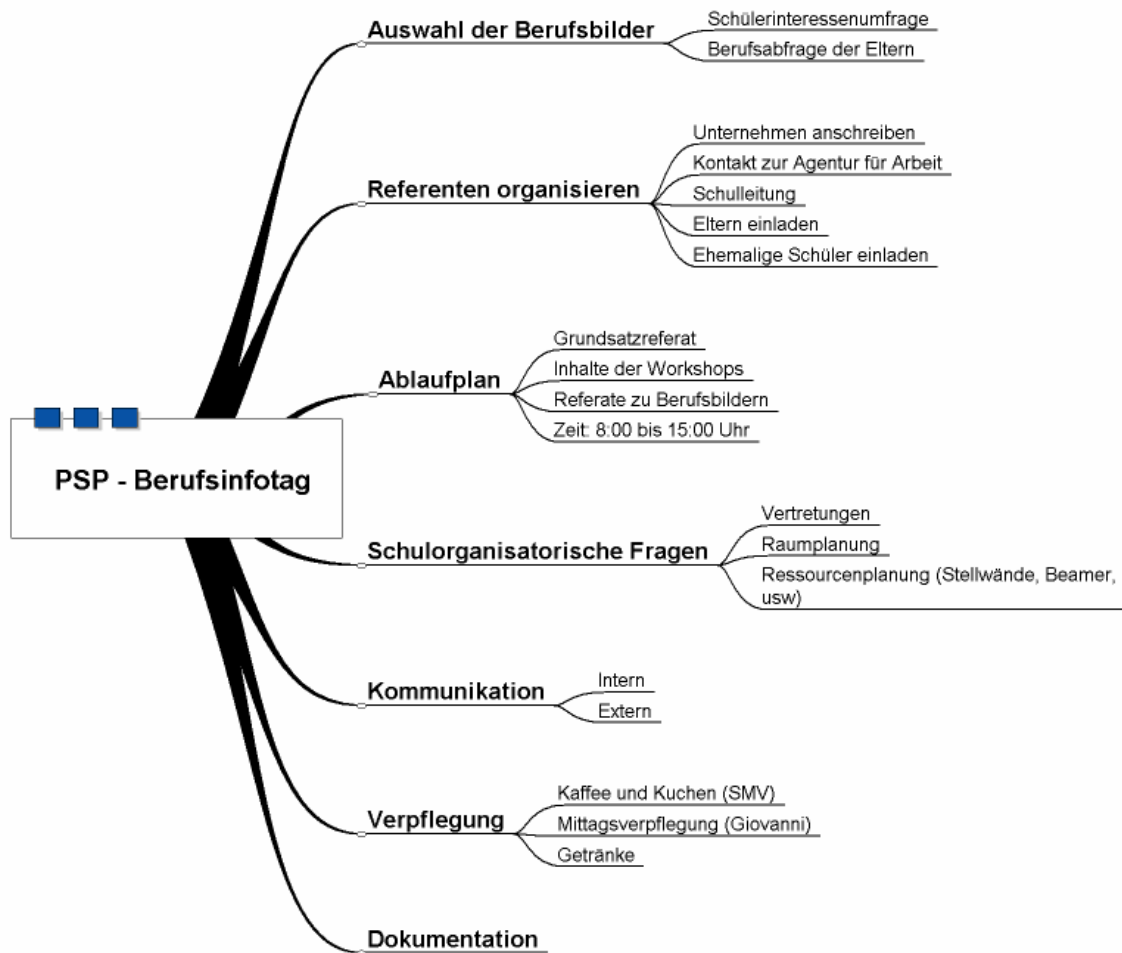 PSP - Berufsinfotag
Auswahl der Berufsbilder
Schülerinteressenumfrage
Berufsabfrage der Eltern
Referenten organisieren
Unternehmen anschreiben
Kontakt zur Agentur für Arbeit
Schulleitung
Eltern einladen
Ehemalige Schüler einladen
Ablaufplan
Grundsatzreferat
Inhalte der Workshops
Referate zu Berufsbildern
Zeit: 8:00 bis 15:00 Uhr
Schulorganisatorische Fragen
Vertretungen
Raumplanung
Ressourcenplanung (Stellwände, Beamer,
usw)
Kommunikation
Intern
Extern
Verpflegung
Kaffee und Kuchen (SMV)
Mittagsverpflegung (Giovanni)
Getränke
Dokumentation